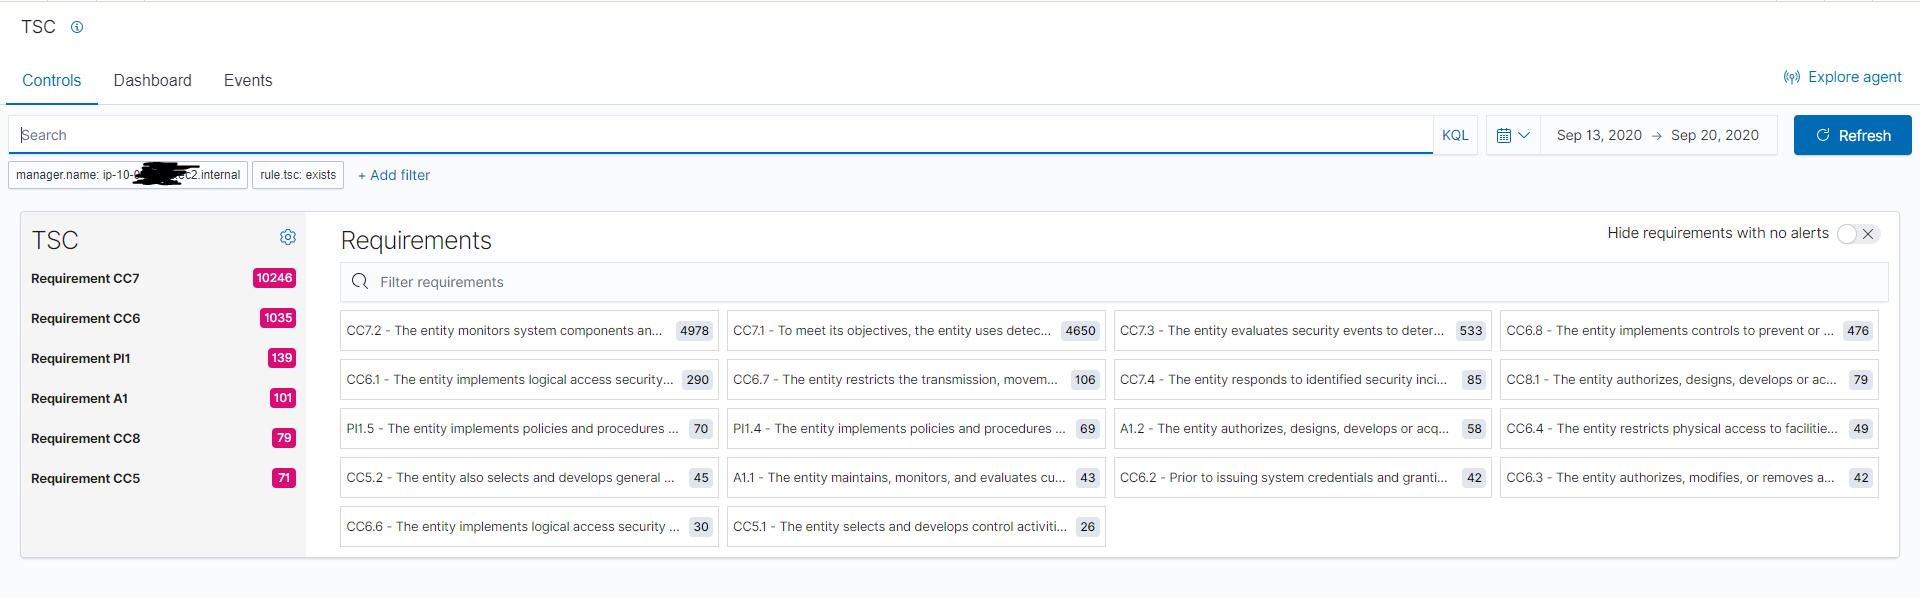 TSC
Controls Dashboard Events
Explore agent
Search
KQL
Sep 13, 2020 → Sep 20, 2020
Refresh
manager.name: ip-10- ec2.internal
rule.tsc: exists
+ Add filter
TSC
Requirement CC7 10246
Requirement CC6 1035
Requirement PI1 139
Requirement A1 101
Requirement CC8 79
Requirement CC5 71
Requirements
Hide requirements with no alerts
Filter requirements
CC7.2 - The entity monitors system components an... 4978
CC7.1 - To meet its objectives, the entity uses detec... 4650
CC7.3 - The entity evaluates security events to deter... 533
CC6.8 - The entity implements controls to prevent or ... 476
CC6.1 - The entity implements logical access security... 290
CC6.7 - The entity restricts the transmission, movem... 106
CC7.4 - The entity responds to identified security inci... 85
CC8.1 - The entity authorizes, designs, develops or ac... 79
PI1.5 - The entity implements policies and procedures ... 70
PI1.4 - The entity implements policies and procedures ... 69
A1.2 - The entity authorizes, designs, develops or acq... 58
CC6.4 - The entity restricts physical access to facilitie... 49
CC5.2 - The entity also selects and develops general ... 45
A1.1 - The entity maintains, monitors, and evaluates cu... 43
CC6.2 - Prior to issuing system credentials and granti... 42
CC6.3 - The entity authorizes, modifies, or removes a... 42
CC6.6 - The entity implements logical access security ... 30
CC5.1 - The entity selects and develops control activiti... 26